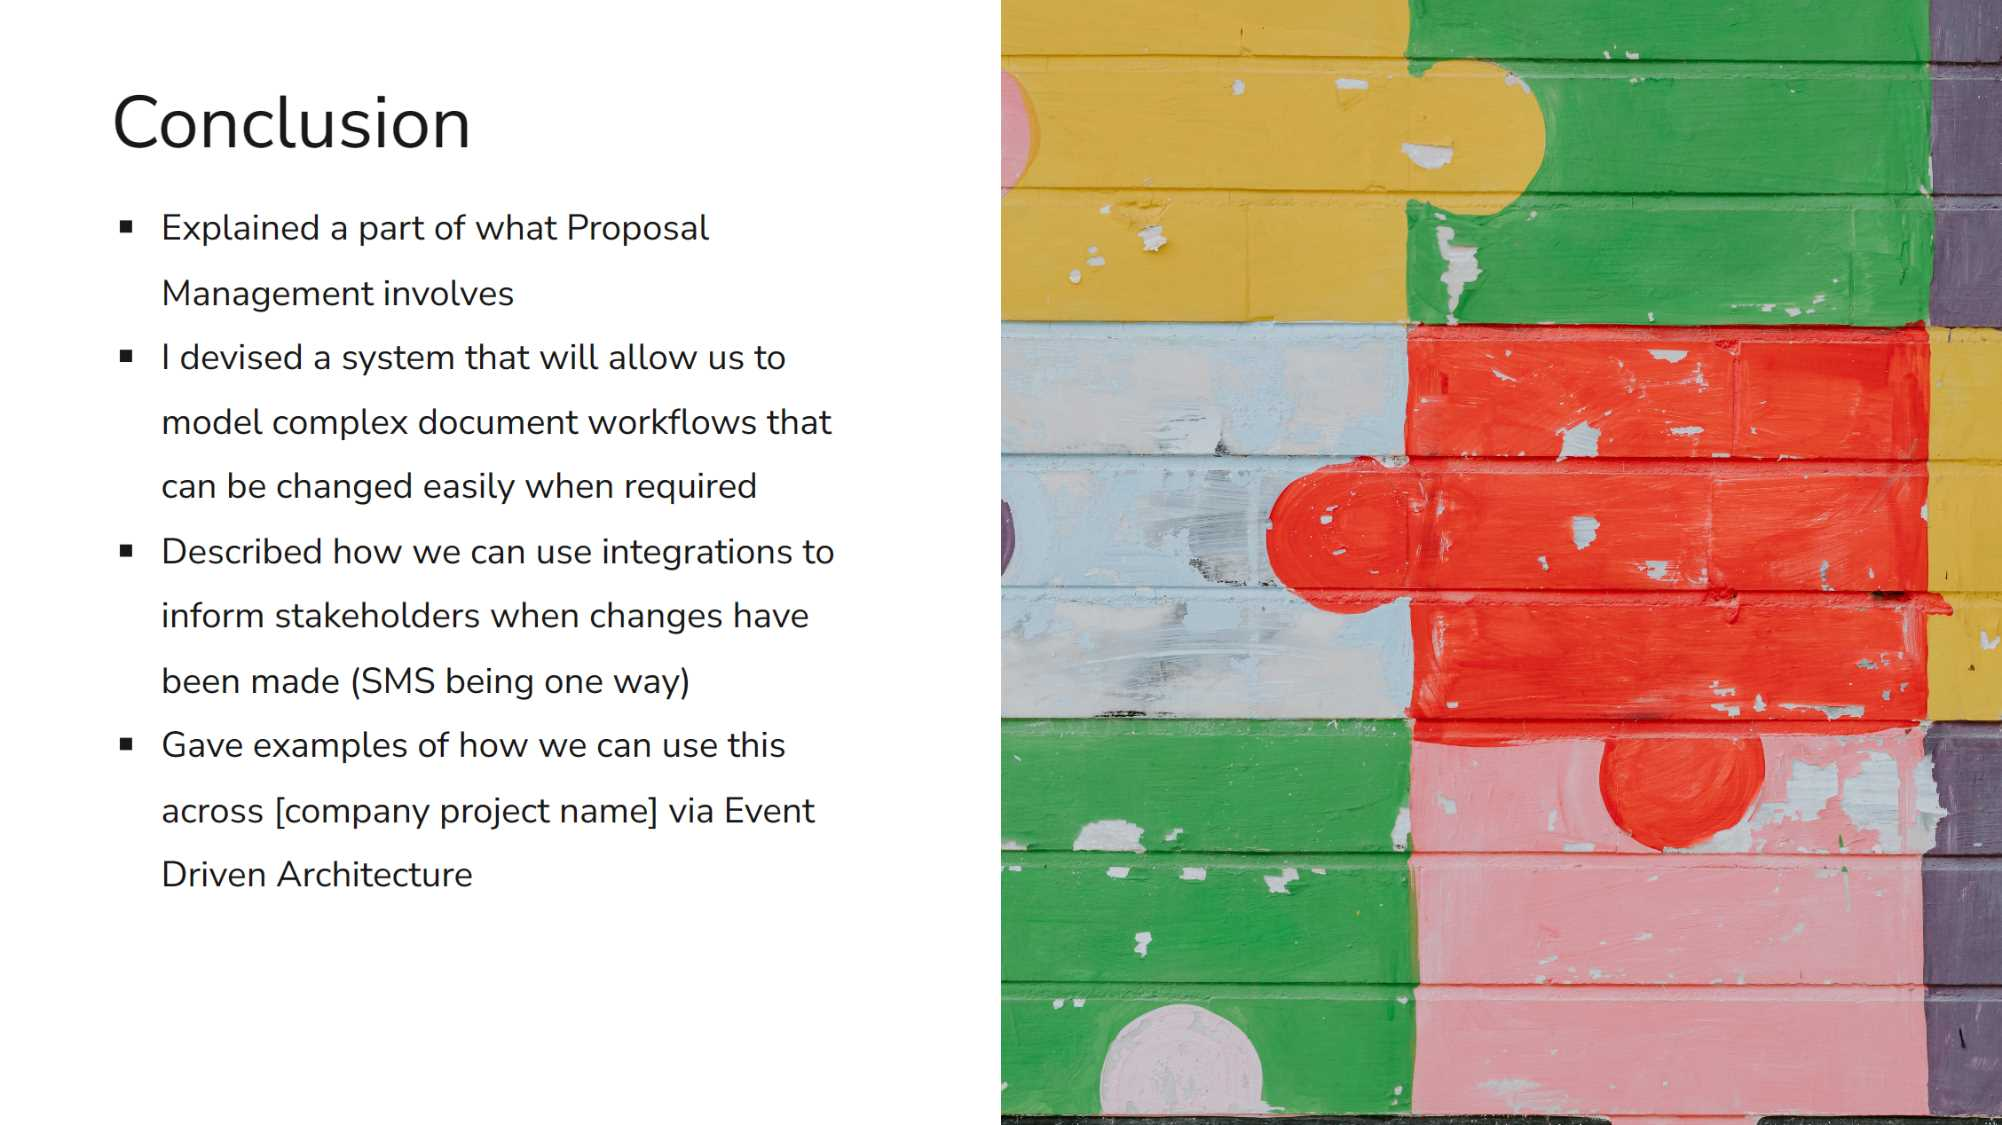 Conclusion
▪ Explained a part of what Proposal
Management involves
▪ I devised a system that will allow us to
model complex document workflows that
can be changed easily when required
▪ Described how we can use integrations to
inform stakeholders when changes have
been made (SMS being one way)
▪ Gave examples of how we can use this
across [company project name] via Event
Driven Architecture